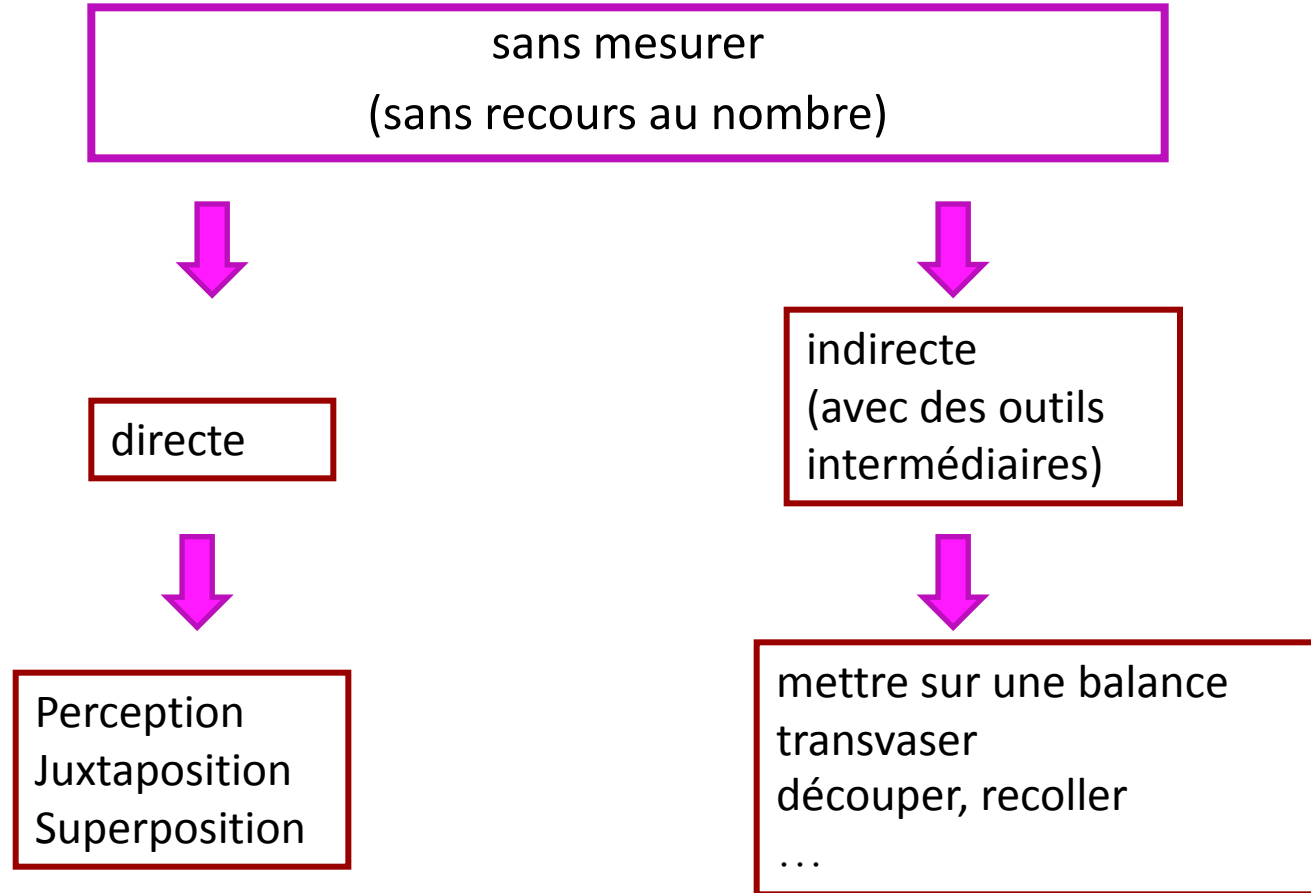 sans mesurer
(sans recours au nombre)
directe
indirecte
(avec des outils
intermédiaires)
Perception
Juxtaposition
Superposition
mettre sur une balance
transvaser
découper, recoller
…